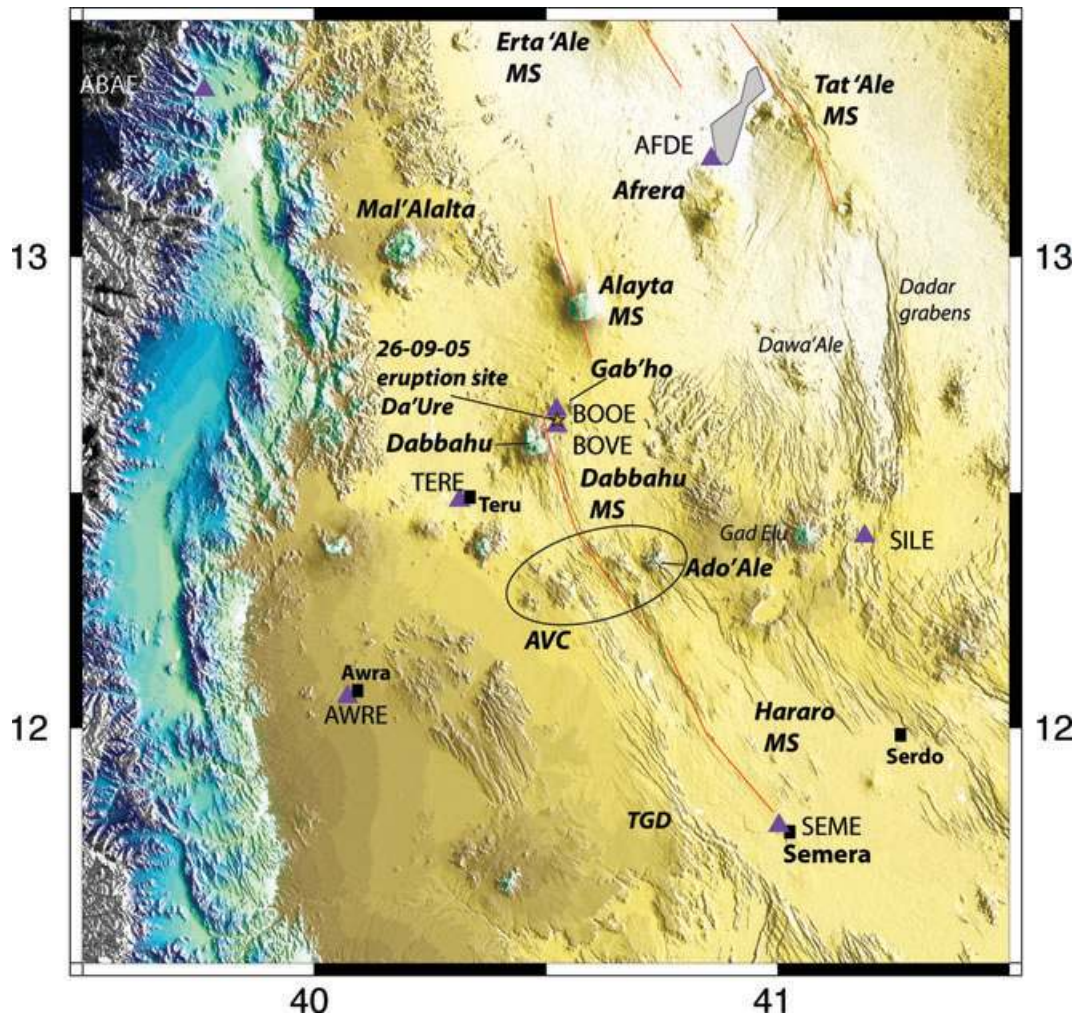 Erta ‘Ale
MS
Tat ‘Ale
MS
ABAE
AFDE
Afrera
Mal’Alalta
13
13
Alayta
MS
Dadar
grabens
Dawa’Ale
26-09-05
eruption site
Da’Ure
Gab’ho
BOOE
BOVE
Dabbahu
Dabbahu
MS
TERE
Teru
Gad Elu
SILE
Ado’Ale
AVC
Awra
AWRE
12
12
Hararo
MS
Serdo
TGD
SEME
Semera
40
41